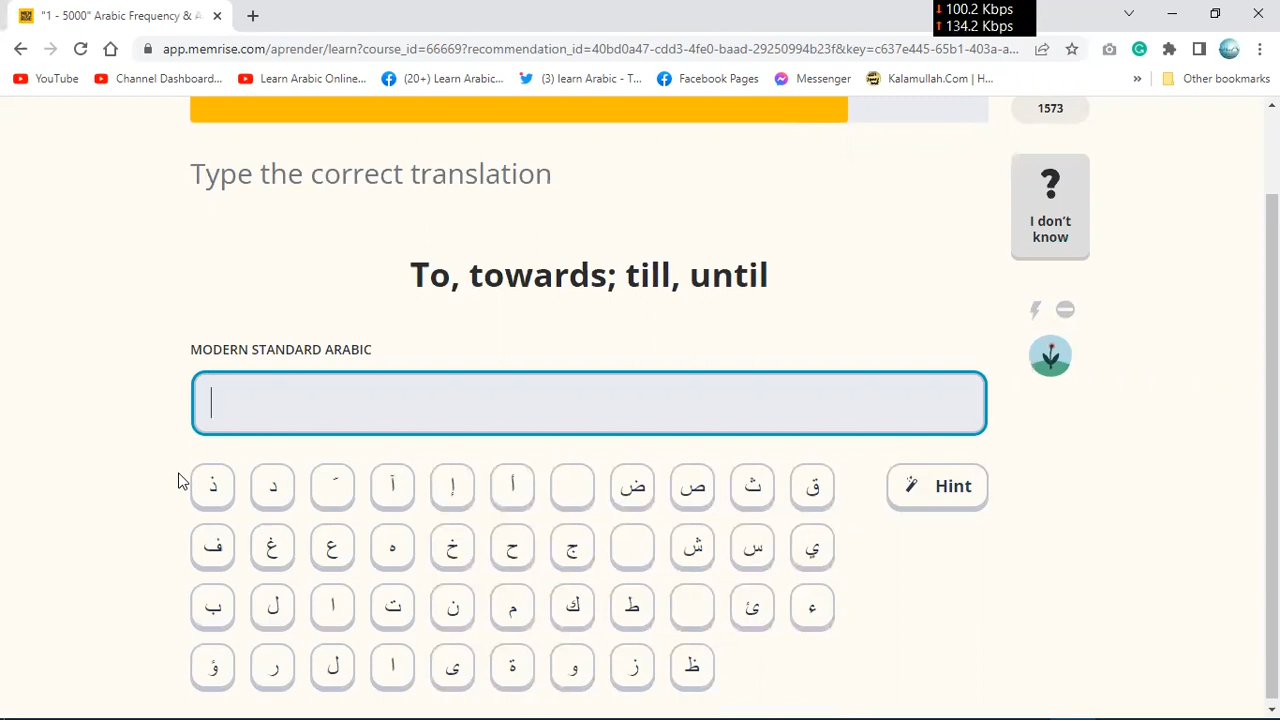 "1 - 5000" Arabic Frequency & A
100.2 Kbps
134.2 Kbps
app.memrise.com/aprender/learn?course_id=66669?recommendation_id=40bd0a47-cdd3-4fe0-baad-29250994b23f&key=c637e445-65b1-403a-a...
YouTube Channel Dashboard... Learn Arabic Online... (20+) Learn Arabic... (3) learn Arabic - T... Facebook Pages Messenger Kalamullah.Com | H... » Other bookmarks
1573
Type the correct translation
? I don't know
To, towards; till, until
MODERN STANDARD ARABIC
ذ د َ آ إ أ ض ص ث ق Hint
ف غ ع ه خ ح ج ش س ي
ب ل ا ت ن م ك ط ئ ء
ؤ ر ل ا ى ة و ز ظ